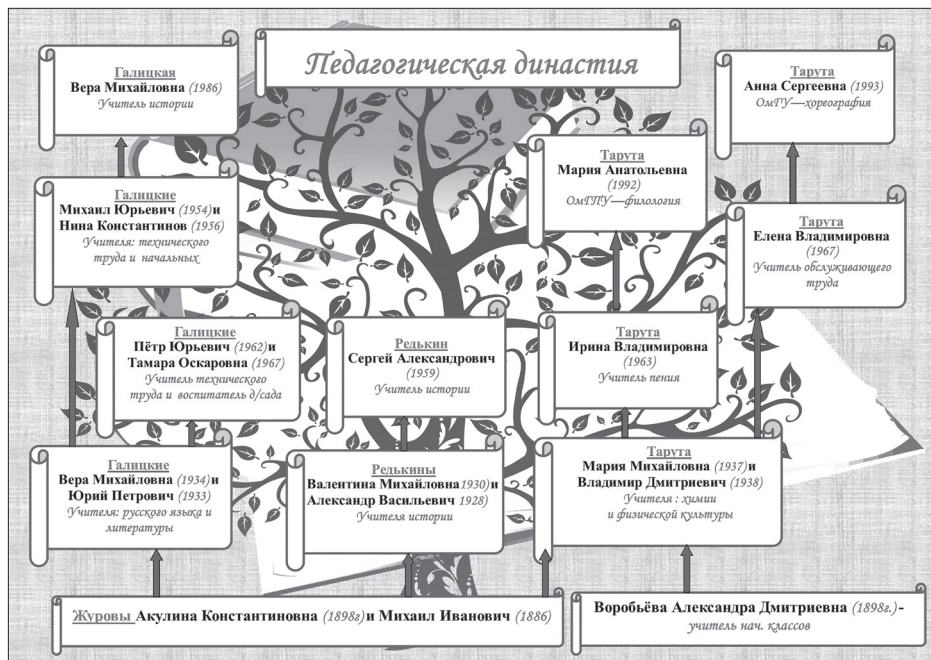 Педагогическая династия
Галицкая
Вера Михайловна (1986)
Учитель истории
Тарута
Анна Сергеевна (1993)
ОмГУ—хореография
Тарута
Мария Анатольевна
(1992)
ОмГПУ—филология
Галицкие
Михаил Юрьевич (1954)и
Нина Константинов (1956)
Учителя: технического
труда и начальных
Тарута
Елена Владимировна
(1967)
Учитель обслуживающего
труда
Галицкие
Пётр Юрьевич (1962)и
Тамара Оскаровна (1967)
Учитель технического
труда и воспитатель д/сада
Редькин
Сергей Александрович
(1959)
Учитель истории
Тарута
Ирина Владимировна
(1963)
Учитель пения
Галицкие
Вера Михайловна (1934)и
Юрий Петрович (1933)
Учителя: русского языка и
литературы
Редькины
Валентина Михайловна1930)и
Александр Васильевич 1928)
Учителя истории
Тарута
Мария Михайловна (1937)и
Владимир Дмитриевич (1938)
Учителя : химии
и физической культуры
Журовы Акулина Константиновна (1898г)и Михаил Иванович (1886)
Воробьёва Александра Дмитриевна (1898г.)-
учитель нач. классов